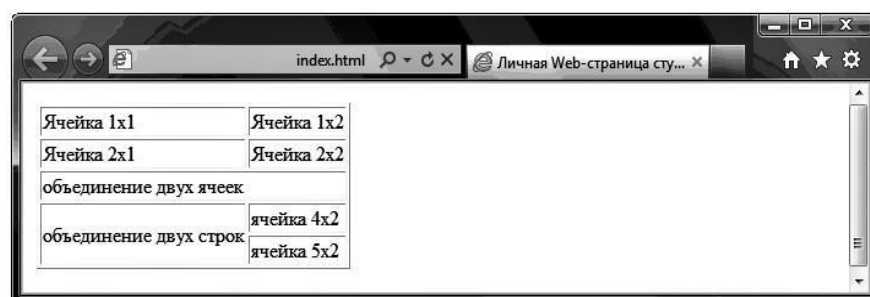 index.html
Личная Web-страница сту...
Ячейка 1x1 Ячейка 1x2
Ячейка 2x1 Ячейка 2x2
объединение двух ячеек
объединение двух строк
ячейка 4x2
ячейка 5x2